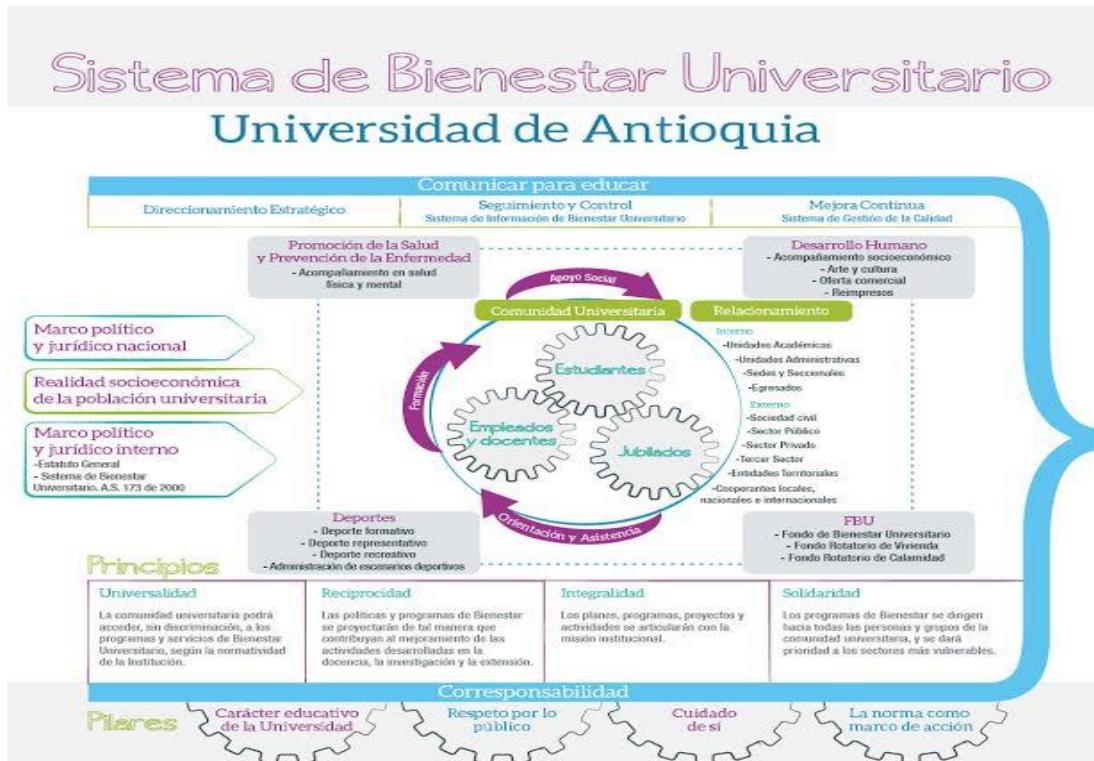 Sistema de Bienestar Universitario
Universidad de Antioquia
Comunicar para educar
Direccionamiento Estratégico
Seguimiento y Control
Sistema de Información de Bienestar Universitario
Mejora Contínua
Sistema de Gestión de la Calidad
Promoción de la Salud
y Prevención de la Enfermedad
- Acompañamiento en salud
física y mental
Desarrollo Humano
- Acompañamiento socioeconómico
- Arte y cultura
- Oferta comercial
- Reimpresos
Apoyo Social
Comunidad Universitaria
Relacionamiento
Marco político
y jurídico nacional
Realidad socioeconómica
de la población universitaria
Marco político
y jurídico interno
-Estatuto General
- Sistema de Bienestar
Universitario. A.S. 173 de 2000
Formación
Estudiantes
Empleados
y docentes
Jubilados
Interno
-Unidades Académicas
-Unidades Administrativas
-Sedes y Seccionales
-Egresados
Externo
-Sociedad civil
-Sector Público
-Sector Privado
-Tercer Sector
-Entidades Territoriales
-Cooperantes locales,
nacionales e internacionales
Orientación y Asistencia
Deportes
- Deporte formativo
- Deporte representativo
- Deporte recreativo
- Administración de escenarios deportivos
FBU
- Fondo de Bienestar Universitario
- Fondo Rotatorio de Vivienda
- Fondo Rotatorio de Calamidad
Principios
Universalidad
La comunidad universitaria podrá
acceder, sin discriminación, a los
programas y servicios de Bienestar
Universitario, según la normatividad
de la Institución.
Reciprocidad
Las políticas y programas de Bienestar
se proyectarán de tal manera que
contribuyan al mejoramiento de las
actividades desarrolladas en la
docencia, la investigación y la extensión.
Integralidad
Los planes, programas, proyectos y
actividades se articularán con la
misión institucional.
Solidaridad
Los programas de Bienestar se dirigen
hacia todas las personas y grupos de la
comunidad universitaria, y se dará
prioridad a los sectores más vulnerables.
Corresponsabilidad
Pilares
Carácter educativo
de la Universidad
Respeto por lo
público
Cuidado
de sí
La norma como
marco de acción